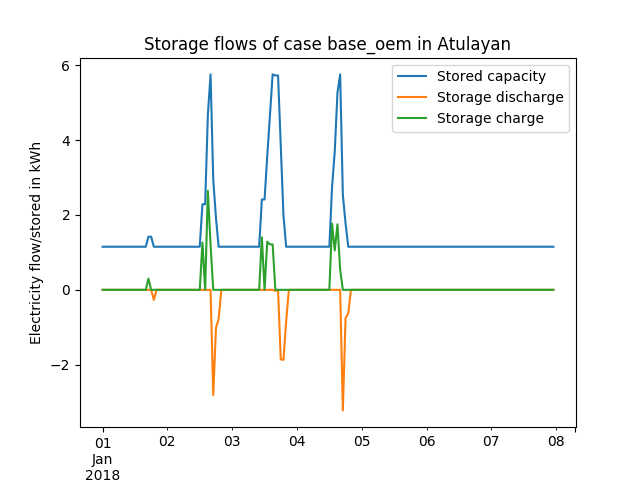 Storage flows of case base_oem in Atulayan
Stored capacity
Storage discharge
Storage charge
Electricity flow/stored in kWh
6
4
2
0
−2
01 02 03 04 05 06 07 08
Jan
2018